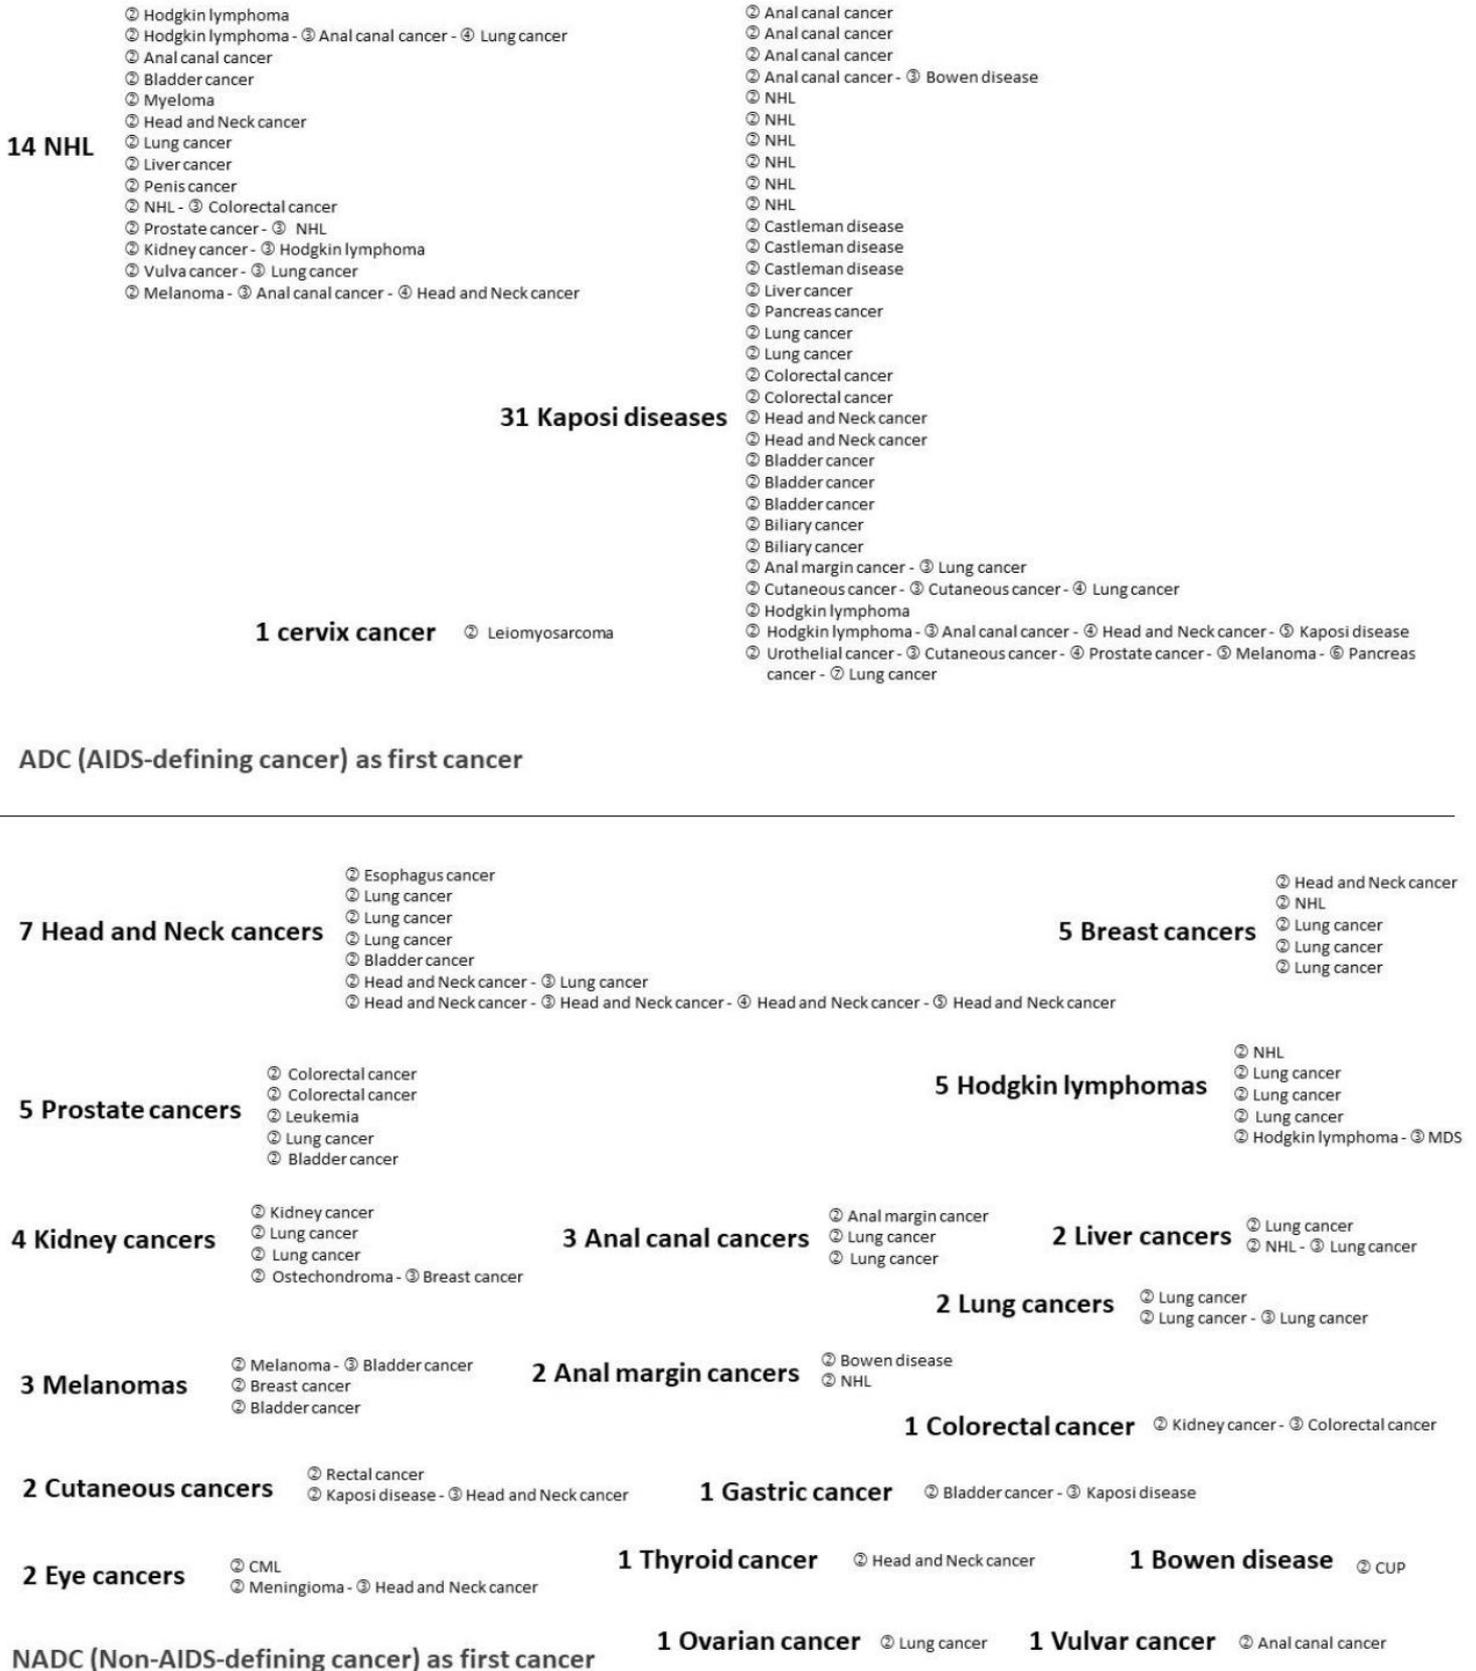 14 NHL
② Hodgkin lymphoma
② Hodgkin lymphoma - ③ Anal canal cancer - ④ Lung cancer
② Anal canal cancer
② Bladder cancer
② Myeloma
② Head and Neck cancer
② Lung cancer
② Liver cancer
② Penis cancer
② NHL - ③ Colorectal cancer
② Prostate cancer - ③ NHL
② Kidney cancer - ③ Hodgkin lymphoma
② Vulva cancer - ③ Lung cancer
② Melanoma - ③ Anal canal cancer - ④ Head and Neck cancer
31 Kaposi diseases
② Anal canal cancer
② Anal canal cancer
② Anal canal cancer
② Anal canal cancer - ③ Bowen disease
② NHL
② NHL
② NHL
② NHL
② NHL
② NHL
② Castleman disease
② Castleman disease
② Castleman disease
② Liver cancer
② Pancreas cancer
② Lung cancer
② Lung cancer
② Colorectal cancer
② Colorectal cancer
② Head and Neck cancer
② Head and Neck cancer
② Bladder cancer
② Bladder cancer
② Bladder cancer
② Biliary cancer
② Biliary cancer
② Anal margin cancer - ③ Lung cancer
② Cutaneous cancer - ③ Cutaneous cancer - ④ Lung cancer
② Hodgkin lymphoma
② Hodgkin lymphoma - ③ Anal canal cancer - ④ Head and Neck cancer - ⑤ Kaposi disease
② Urothelial cancer - ③ Cutaneous cancer - ④ Prostate cancer - ⑤ Melanoma - ⑥ Pancreas
cancer - ⑦ Lung cancer
1 cervix cancer ② Leiomyosarcoma
ADC (AIDS-defining cancer) as first cancer
7 Head and Neck cancers
② Esophagus cancer
② Lung cancer
② Lung cancer
② Lung cancer
② Bladder cancer
② Head and Neck cancer - ③ Lung cancer
② Head and Neck cancer - ③ Head and Neck cancer - ④ Head and Neck cancer - ⑤ Head and Neck cancer
5 Breast cancers
② Head and Neck cancer
② NHL
② Lung cancer
② Lung cancer
② Lung cancer
5 Prostate cancers
② Colorectal cancer
② Colorectal cancer
② Leukemia
② Lung cancer
② Bladder cancer
5 Hodgkin lymphomas
② NHL
② Lung cancer
② Lung cancer
② Lung cancer
② Hodgkin lymphoma - ③ MDS
4 Kidney cancers
② Kidney cancer
② Lung cancer
② Lung cancer
② Ostechondroma - ③ Breast cancer
3 Anal canal cancers
② Anal margin cancer
② Lung cancer
② Lung cancer
2 Liver cancers
② Lung cancer
② NHL - ③ Lung cancer
2 Lung cancers
② Lung cancer
② Lung cancer - ③ Lung cancer
3 Melanomas
② Melanoma - ③ Bladder cancer
② Breast cancer
② Bladder cancer
2 Anal margin cancers
② Bowen disease
② NHL
1 Colorectal cancer ② Kidney cancer - ③ Colorectal cancer
2 Cutaneous cancers
② Rectal cancer
② Kaposi disease - ③ Head and Neck cancer
1 Gastric cancer ② Bladder cancer - ③ Kaposi disease
2 Eye cancers
② CML
② Meningioma - ③ Head and Neck cancer
1 Thyroid cancer ② Head and Neck cancer
1 Bowen disease ② CUP
1 Ovarian cancer ② Lung cancer
1 Vulvar cancer ② Anal canal cancer
NADC (Non-AIDS-defining cancer) as first cancer